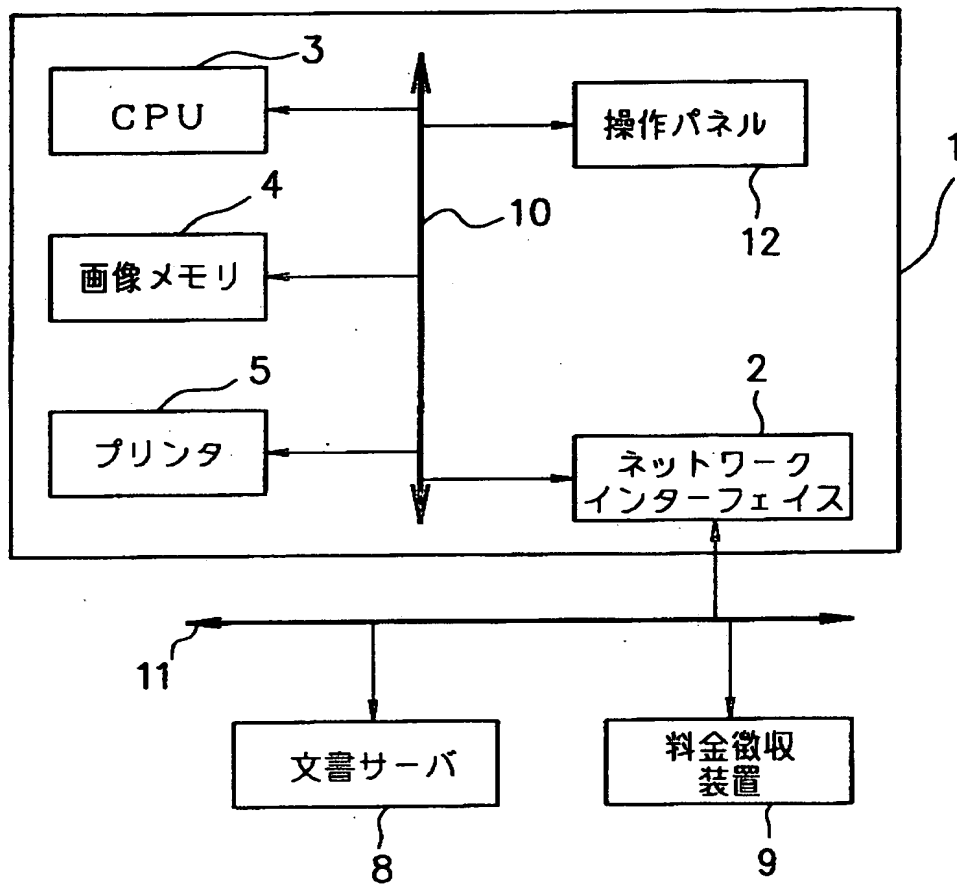 3
CPU
操作パネル
1
12
4
10
画像メモリ
5
2
プリンタ
ネットワーク
インターフェイス
11
文書サーバ
料金徴収
装置
8
9